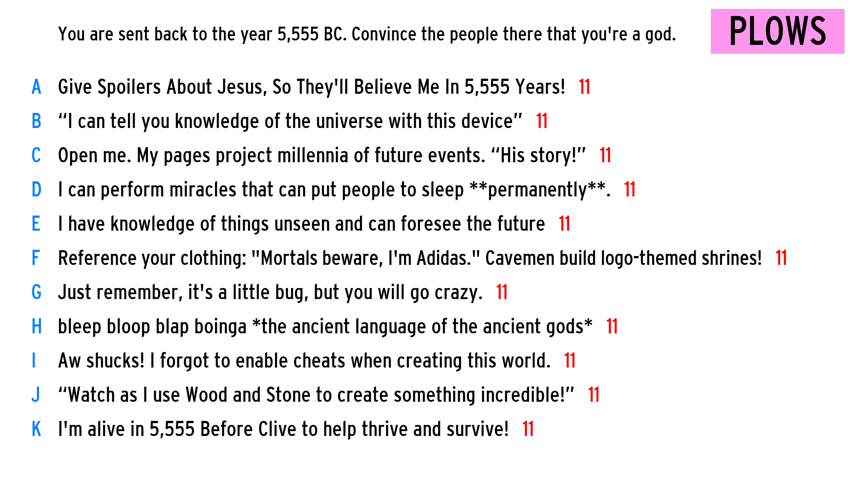 You are sent back to the year 5,555 BC. Convince the people there that you're a god.
PLOWS
A Give Spoilers About Jesus, So They'll Believe Me In 5,555 Years! 11
B “I can tell you knowledge of the universe with this device” 11
C Open me. My pages project millennia of future events. “His story!” 11
D I can perform miracles that can put people to sleep **permanently**. 11
E I have knowledge of things unseen and can foresee the future 11
F Reference your clothing: "Mortals beware, I'm Adidas." Cavemen build logo-themed shrines! 11
G Just remember, it's a little bug, but you will go crazy. 11
H bleep bloop blap boinga *the ancient language of the ancient gods* 11
I Aw shucks! I forgot to enable cheats when creating this world. 11
J “Watch as I use Wood and Stone to create something incredible!” 11
K I'm alive in 5,555 Before Clive to help thrive and survive! 11